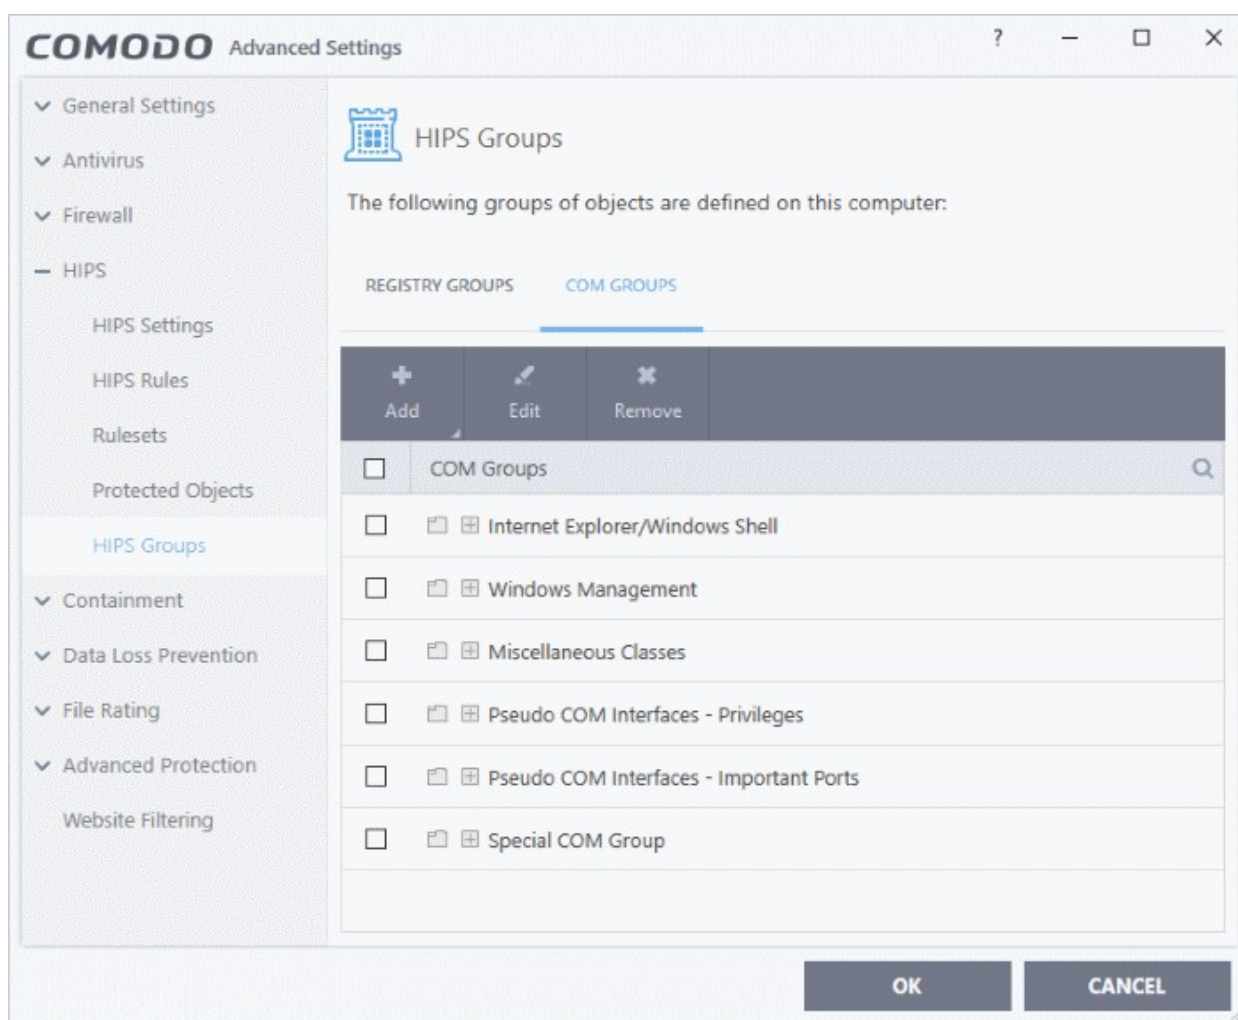 COMODO Advanced Settings ?
General Settings
Antivirus
Firewall
HIPS
HIPS Settings
HIPS Rules
Rulesets
Protected Objects
HIPS Groups
Containment
Data Loss Prevention
File Rating
Advanced Protection
Website Filtering
HIPS Groups
The following groups of objects are defined on this computer:
REGISTRY GROUPS COM GROUPS
Add Edit Remove
COM Groups
Internet Explorer/Windows Shell
Windows Management
Miscellaneous Classes
Pseudo COM Interfaces - Privileges
Pseudo COM Interfaces - Important Ports
Special COM Group
OK CANCEL